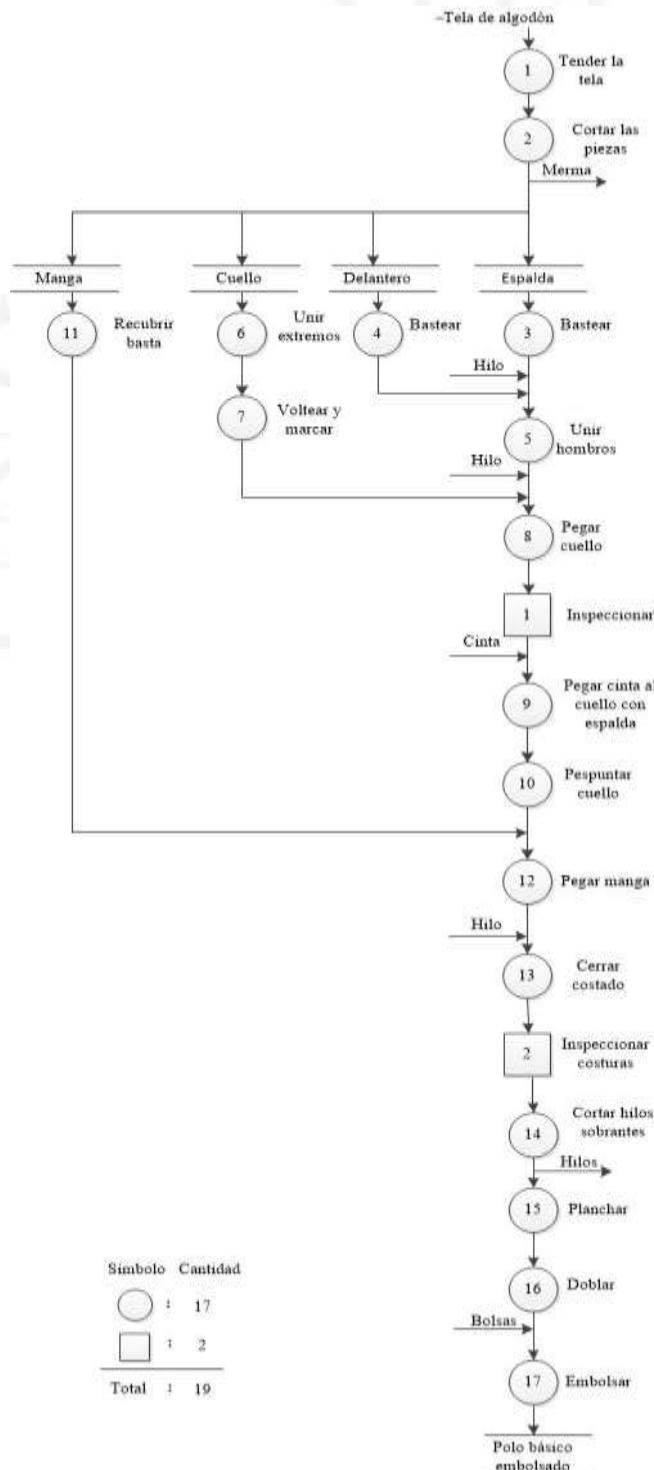 –Tela de algodón
1
Tender la
tela
2
Cortar las
piezas
Merma
Manga
Cuello
Delantero
Espalda
11
Recubrir
basta
6
Unir
extremos
4
Bastear
3
Bastear
Hilo
7
Voltear y
marcar
5
Unir
hombros
Hilo
8
Pegar
cuello
1
Inspeccionar
Cinta
9
Pegar cinta al
cuello con
espalda
10
Pespuntar
cuello
12
Pegar manga
Hilo
13
Cerrar
costado
2
Inspeccionar
costuras
14
Cortar hilos
sobrantes
Hilos
15
Planchar
16
Doblar
Bolsas
17
Embolsar
Polo básico
embolsado
Símbolo Cantidad
: 17
: 2
Total : 19